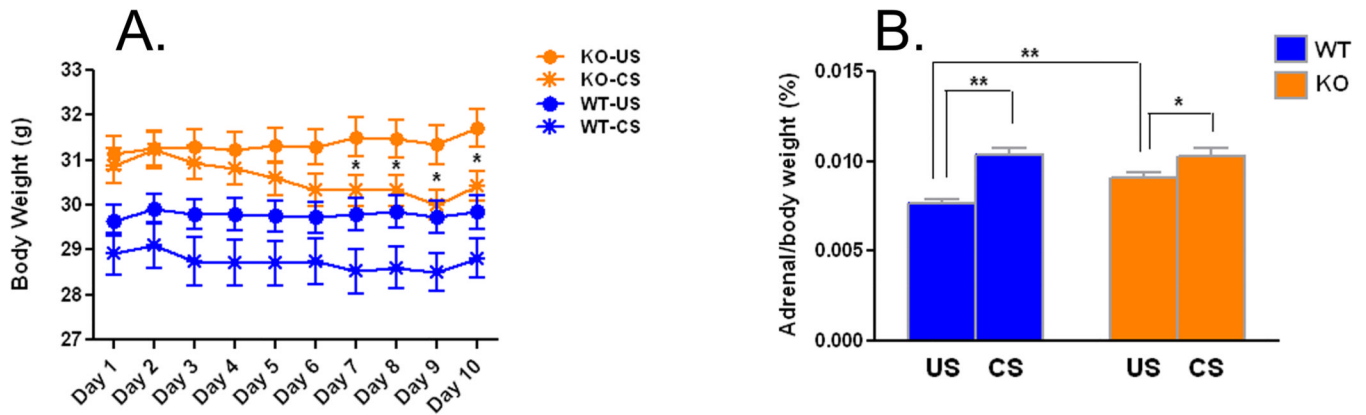 A.
33
32
31
30
29
28
27
Body Weight (g)
* * * *
Day 1 Day 2 Day 3 Day 4 Day 5 Day 6 Day 7 Day 8 Day 9 Day 10
KO-US
KO-CS
WT-US
WT-CS
B.
WT
KO
0.015
0.010
0.005
0.000
Adrenal/body weight (%)
**
**
*
US CS US CS